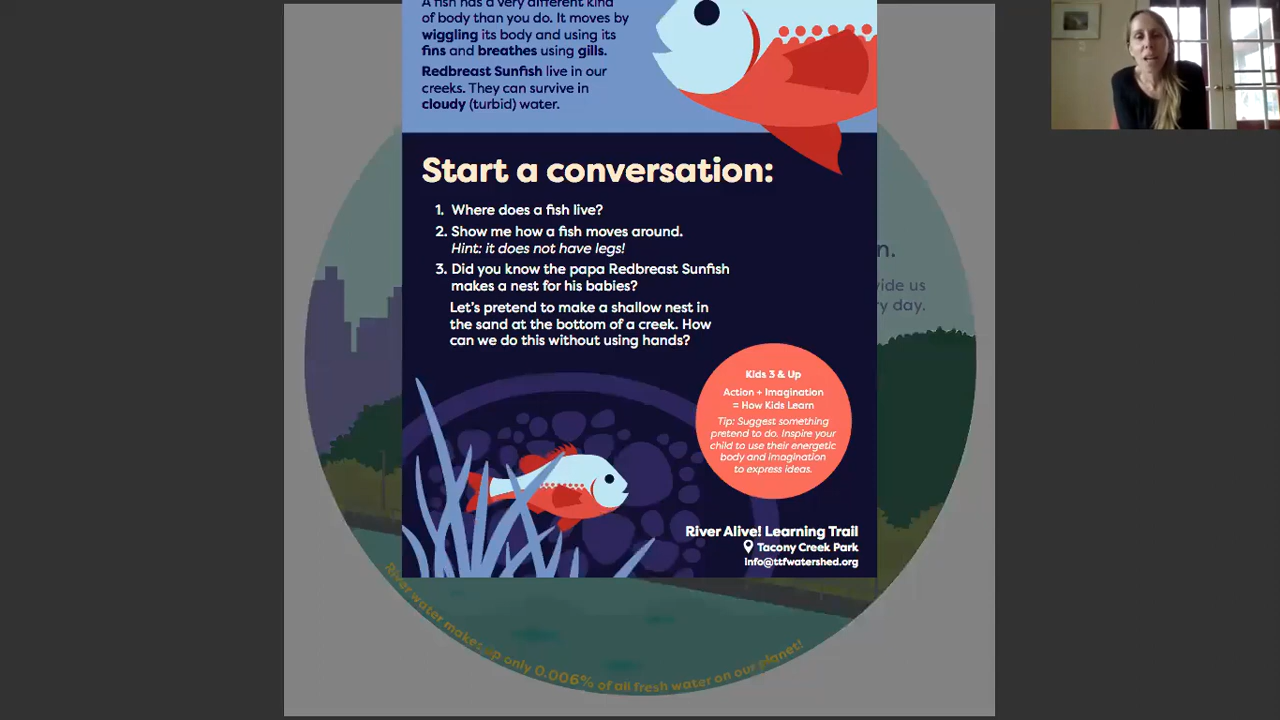 A fish has a very different kind
of body than you do. It moves by
wiggling its body and using its
fins and breathes using gills.
Redbreast Sunfish live in our
creeks. They can survive in
cloudy (turbid) water.
Start a conversation:
1. Where does a fish live?
2. Show me how a fish moves around.
Hint: it does not have legs!
3. Did you know the papa Redbreast Sunfish
makes a nest for his babies?
Let's pretend to make a shallow nest in
the sand at the bottom of a creek. How
can we do this without using hands?
Kids 3 & Up
Action + Imagination
= How Kids Learn
Tip: Suggest something
pretend to do. Inspire your
child to use their energetic
body and imagination
to express ideas.
River Alive! Learning Trail
Tacony Creek Park
info@ttfwatershed.org
n.
vide us
y day.
River water makes up only 0.006% of all fresh water on our planet!